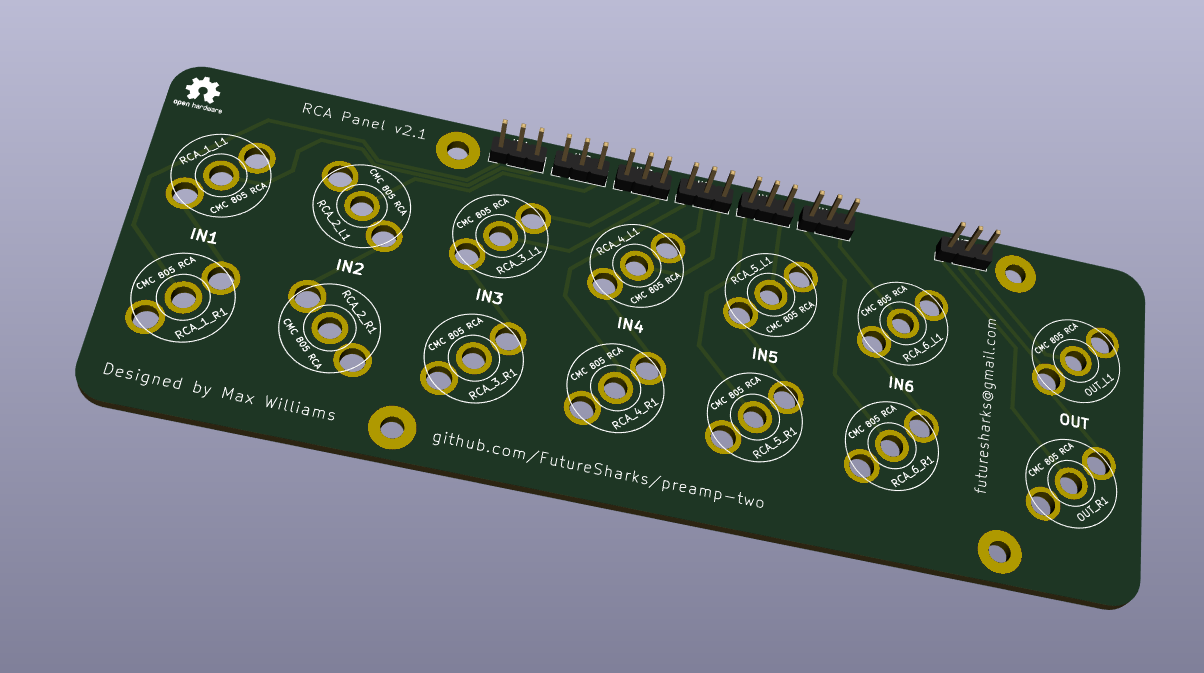 open hardware
RCA Panel v2.1
RCA_1_L1
CMC 805 RCA
CMC 805 RCA
RCA_2_L1
CMC 805 RCA
RCA_3_L1
RCA_4_L1
CMC 805 RCA
RCA_5_L1
CMC 805 RCA
CMC 805 RCA
RCA_6_L1
CMC 805 RCA
OUT_L1
IN1
IN2
IN3
IN4
IN5
IN6
OUT
CMC 805 RCA
RCA_1_R1
RCA_2_R1
CMC 805 RCA
CMC 805 RCA
RCA_3_R1
CMC 805 RCA
RCA_4_R1
CMC 805 RCA
RCA_5_R1
CMC 805 RCA
RCA_6_R1
CMC 805 RCA
OUT_R1
futuresharks@gmail.com
Designed by Max Williams
github.com/FutureSharks/preamp-two